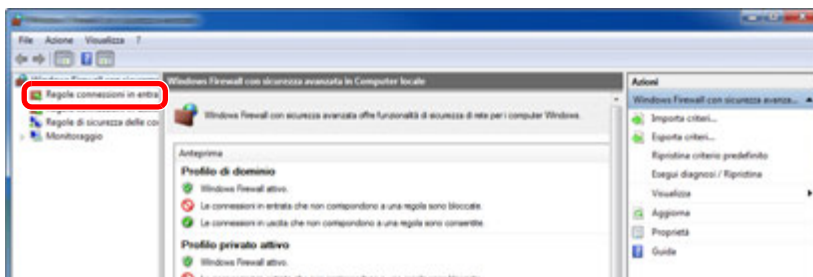 File Azione Visualizza ?
Windows Firewall con
Regole connessioni in entra
Regole di sicurezza delle co
Monitoraggio
Windows Firewall con sicurezza avanzata in Computer locale
Windows Firewall con sicurezza avanzata offre funzionalità di sicurezza di rete per i computer Windows.
Anteprima
Profilo di dominio
Windows Firewall attivo.
Le connessioni in entrata che non corrispondono a una regola sono bloccate.
Le connessioni in uscita che non corrispondono a una regola sono consentite.
Profilo privato attivo
Windows Firewall attivo.
Azioni
Windows Firewall con sicurezza avanza...
Importa criteri...
Esporta criteri...
Ripristina criterio predefinito
Esegui diagnosi / Ripristina
Visualizza
Aggiorna
Proprietà
Guida